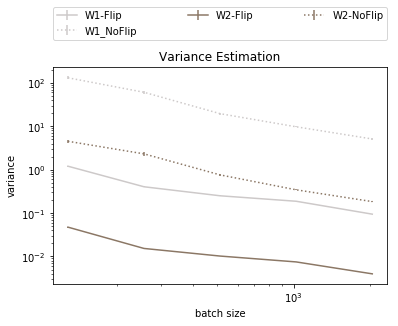 W1-Flip W2-Flip W2-NoFlip
W1_NoFlip
Variance Estimation
10²
10¹
10⁰
10⁻¹
10⁻²
variance
10³
batch size